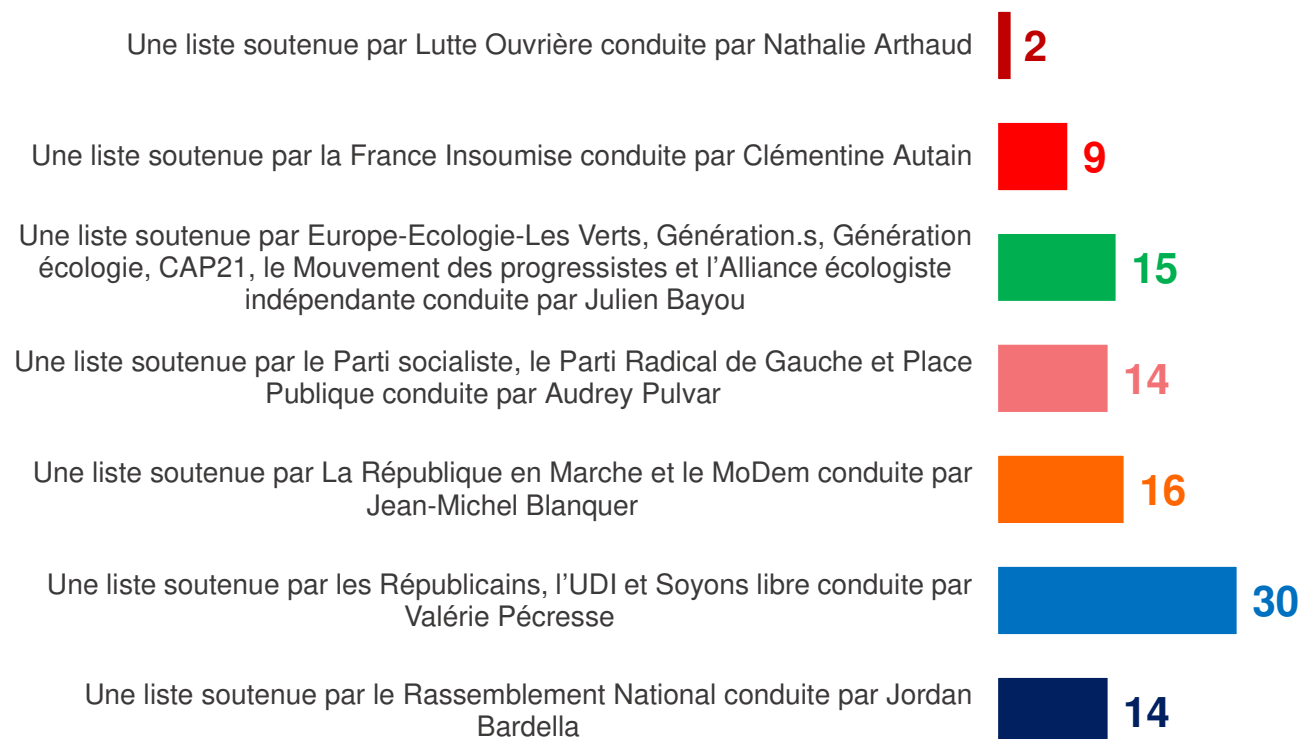 Une liste soutenue par Lutte Ouvrière conduite par Nathalie Arthaud
2
Une liste soutenue par la France Insoumise conduite par Clémentine Autain
9
Une liste soutenue par Europe-Ecologie-Les Verts, Génération.s, Génération
écologie, CAP21, le Mouvement des progressistes et l'Alliance écologiste
indépendante conduite par Julien Bayou
15
Une liste soutenue par le Parti socialiste, le Parti Radical de Gauche et Place
Publique conduite par Audrey Pulvar
14
Une liste soutenue par La République en Marche et le MoDem conduite par
Jean-Michel Blanquer
16
Une liste soutenue par les Républicains, l'UDI et Soyons libre conduite par
Valérie Pécresse
30
Une liste soutenue par le Rassemblement National conduite par Jordan
Bardella
14